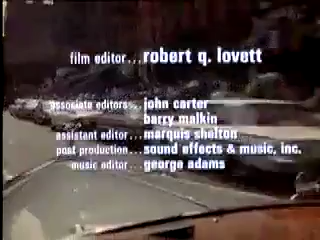 film editor...robert q. lovett
associate editors...john carter
barry malkin
assistant editor...marquis shelton
post production...sound effects & music, inc.
music editor...george adams